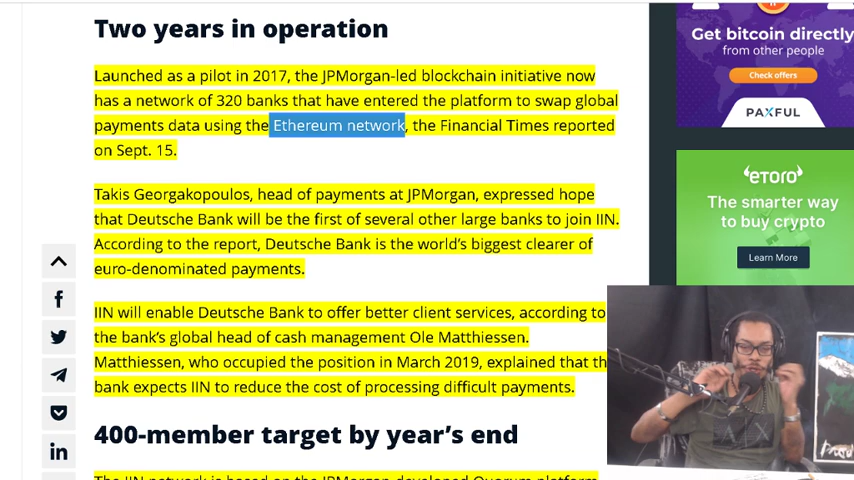 Two years in operation
Launched as a pilot in 2017, the JPMorgan-led blockchain initiative now
has a network of 320 banks that have entered the platform to swap global
payments data using the Ethereum network, the Financial Times reported
on Sept. 15.
Takis Georgakopoulos, head of payments at JPMorgan, expressed hope
that Deutsche Bank will be the first of several other large banks to join IIN.
According to the report, Deutsche Bank is the world's biggest clearer of
euro-denominated payments.
IIN will enable Deutsche Bank to offer better client services, according to
the bank's global head of cash management Ole Matthiessen.
Matthiessen, who occupied the position in March 2019, explained that th
bank expects IIN to reduce the cost of processing difficult payments.
400-member target by year's end
The IIN network is based on the JPMorgan-developed Quorum platform
Get bitcoin directly
from other people
Check offers
PAXFUL
eToro
The smarter way
to buy crypto
Learn More